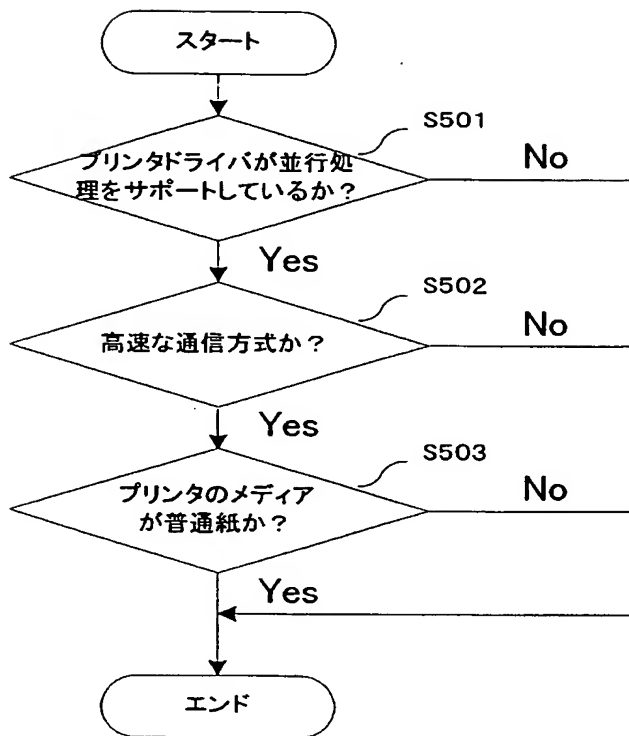 スタート
S501
プリンタドライバが並行処
理をサポートしているか？
No
Yes
S502
高速な通信方式か？
No
Yes
S503
プリンタのメディア
が普通紙か？
No
Yes
エンド